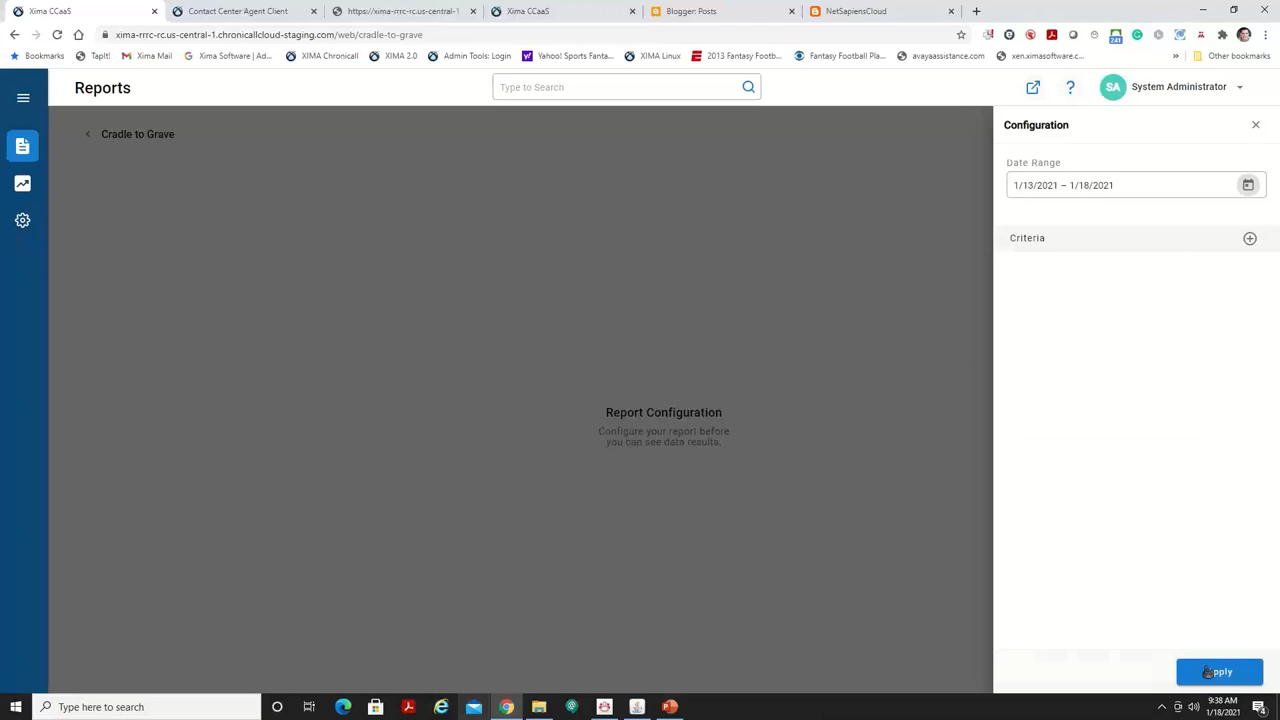 Xima CCaaS
Contact Center Agent Client
https://xima-rrrc-rc.us-central-1
Xima CCaaS
Blogger: Posts
NetSapiensCloud
xima-rrrc-rc.us-central-1.chronicallcloud-staging.com/web/cradle-to-grave
241
Bookmarks
TapIt!
Xima Mail
Xima Software | Ad...
XIMA Chronicall
XIMA 2.0
Admin Tools: Login
Yahoo! Sports Fanta...
XIMA Linux
2013 Fantasy Footb...
Fantasy Football Pla...
avayaassistance.com
xen.ximasoftware.c...
Other bookmarks
Reports
Type to Search
SA
System Administrator
Cradle to Grave
Configuration
Date Range
1/13/2021 – 1/18/2021
Criteria
Report Configuration
Configure your report before
you can see data results.
Apply
Type here to search
9:38 AM
1/18/2021
4